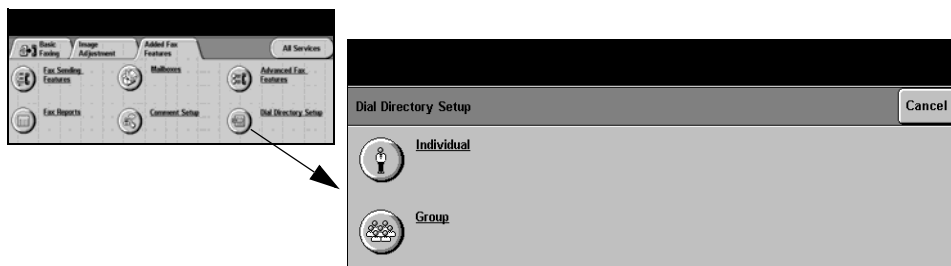 Basic Faxing
Image Adjustment
Added Fax Features
All Services
Fax Sending Features
Mailboxes
Advanced Fax Features
Fax Reports
Comment Setup
Dial Directory Setup
Dial Directory Setup
Cancel
Individual
Group